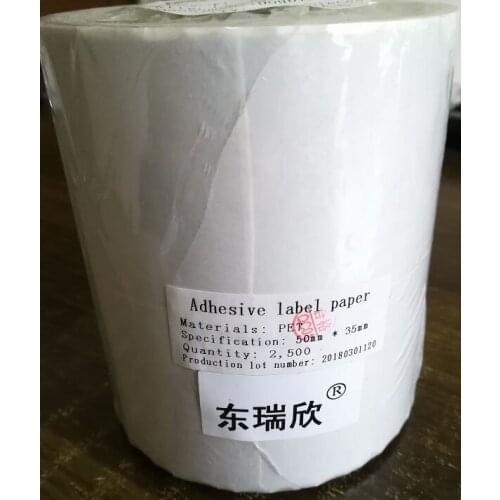 Adhesive label paper
Materials: PET
Specification: 50mm * 35mm
Quantity: 2,500
Production lot number: 20180301120
东瑞欣®